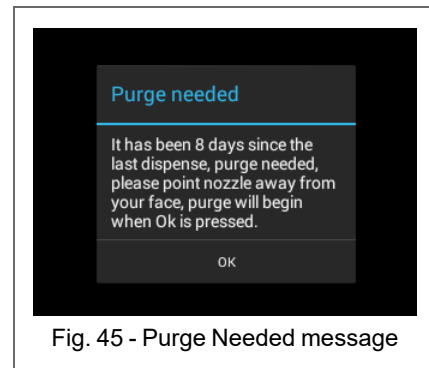 Purge needed
It has been 8 days since the
last dispense, purge needed,
please point nozzle away from
your face, purge will begin
when Ok is pressed.
OK
Fig. 45 - Purge Needed message